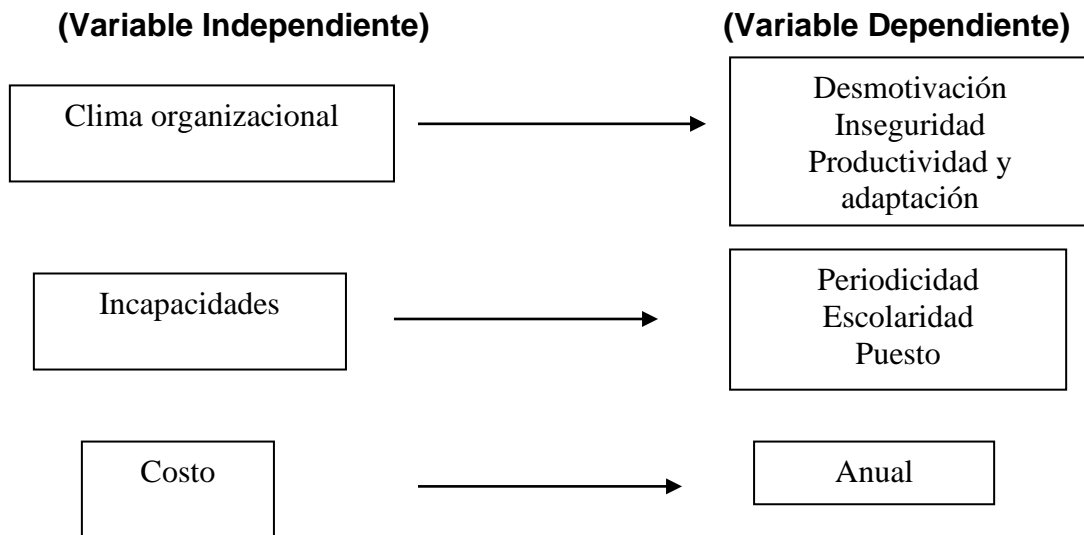 (Variable Independiente)
(Variable Dependiente)
Clima organizacional
Desmotivación
Inseguridad
Productividad y
adaptación
Incapacidades
Periodicidad
Escolaridad
Puesto
Costo
Anual